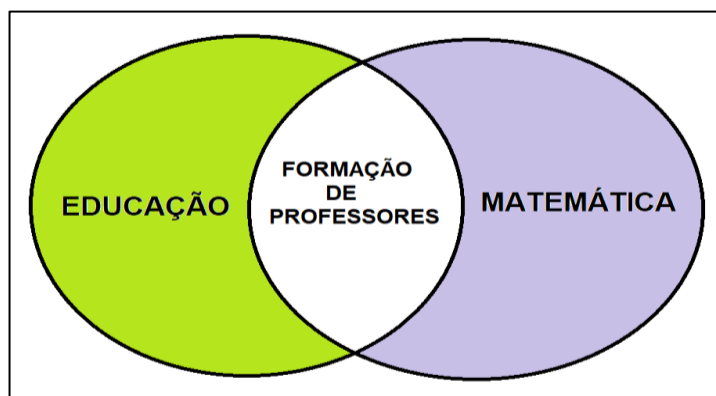 EDUCAÇÃO
FORMAÇÃO
DE
PROFESSORES
MATEMÁTICA